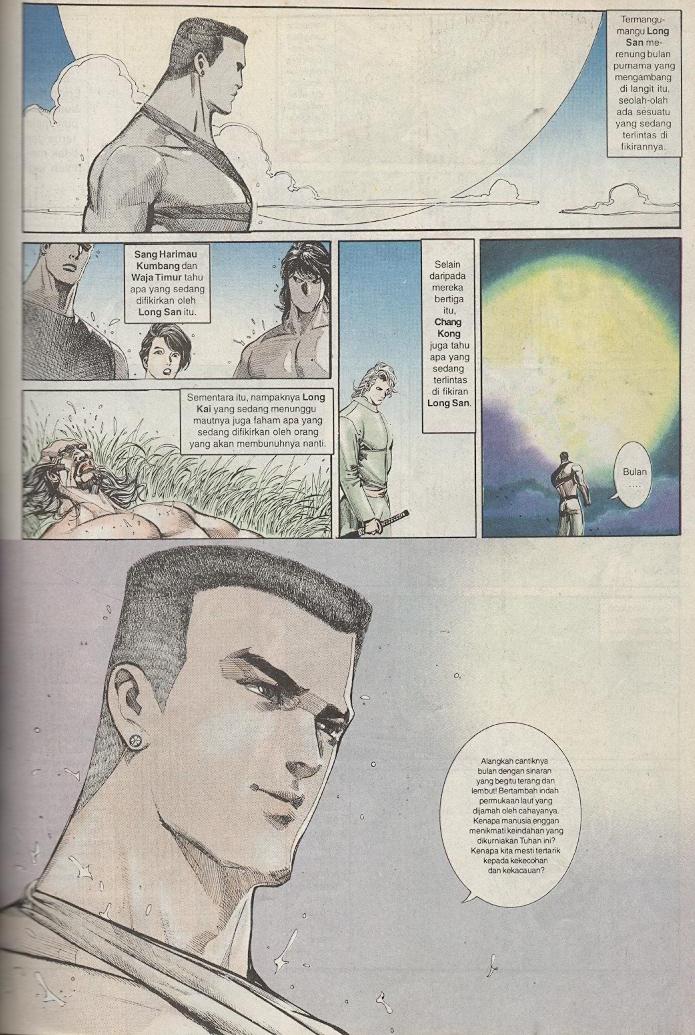 Termangu-
mangu Long
San me-
renung bulan
purnama yang
mengambang
di langit itu,
seolah-olah
ada sesuatu
yang sedang
terlintas di
fikirannya.
Sang Harimau
Kumbang dan
Waja Timur tahu
apa yang sedang
difikirkan oleh
Long San itu.
Sementara itu, nampaknya Long
Kai yang sedang menunggu
mautnya juga faham apa yang
sedang difikirkan oleh orang
yang akan membunuhnya nanti.
Selain
daripada
mereka
bertiga
itu,
Chang
Kong
juga tahu
apa yang
sedang
terlintas
di fikiran
Long San.
Bulan
....
Alangkah cantiknya
bulan dengan sinaran
yang begitu terang dan
lembut! Bertambah indah
permukaan laut yang
dijamah oleh cahayanya.
Kenapa manusia enggan
menikmati keindahan yang
dikurniakan Tuhan ini?
Kenapa kita mesti tertarik
kepada kekecohan
dan kekacauan?